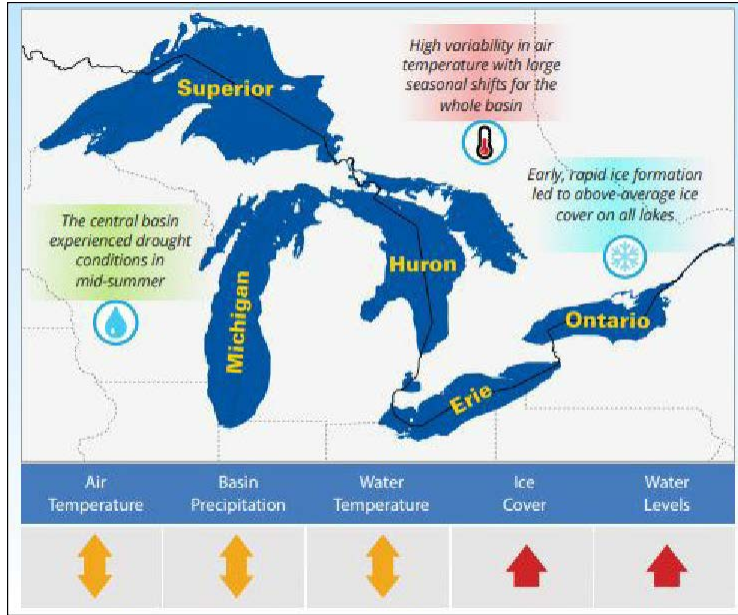 High variability in air
temperature with large
seasonal shifts for the
whole basin
Superior
Early, rapid ice formation
led to above-average ice
cover on all lakes.
The central basin
experienced drought
conditions in
mid-summer
Huron
Michigan
Ontario
Erie
Air
Temperature
Basin
Precipitation
Water
Temperature
Ice
Cover
Water
Levels